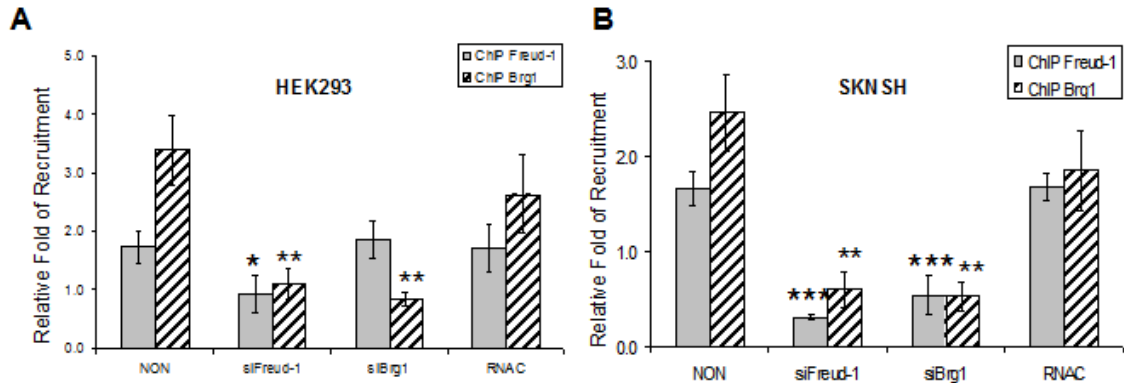 A
HEK293
ChIP Freud-1
ChIP Brg1
Relative Fold of Recruitment
5.0
4.0
3.0
2.0
1.0
0.0
*
**
**
NON
siFreud-1
siBrg1
RNAC
B
SKNSH
ChIP Freud-1
ChIP Brg1
Relative Fold of Recruitment
3.0
2.0
1.0
0.0
***
**
***
**
NON
siFreud-1
siBrg1
RNAC